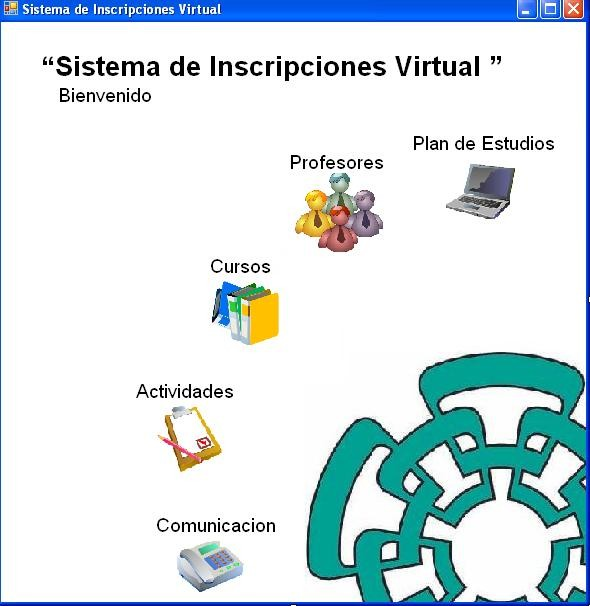 Sistema de Inscripciones Virtual
“Sistema de Inscripciones Virtual ”
Bienvenido
Plan de Estudios
Profesores
Cursos
Actividades
Comunicacion